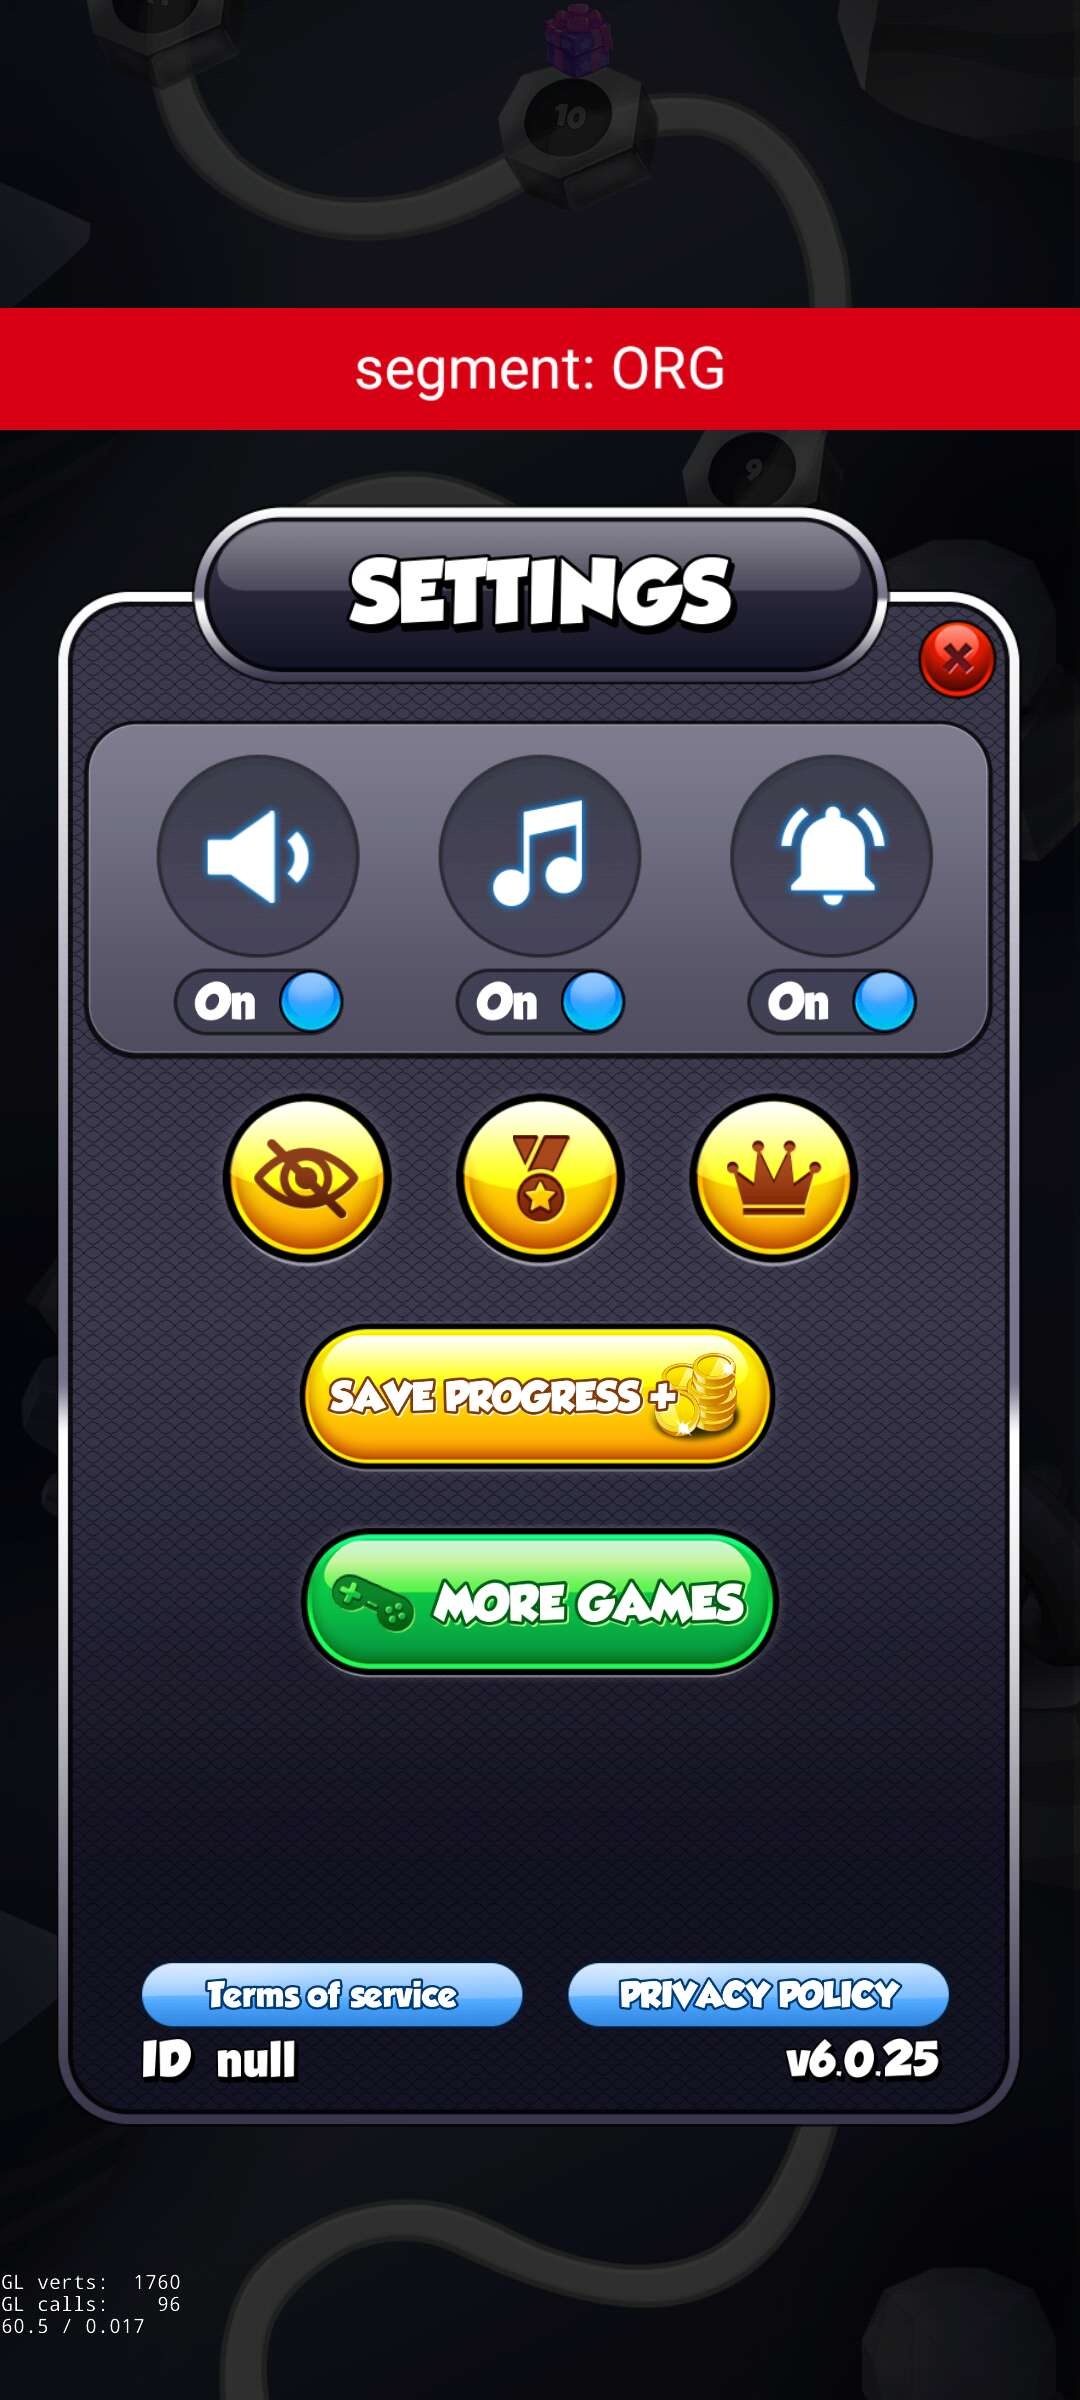 10
segment: ORG
9
SETTINGS
On On On
SAVE PROGRESS +
MORE GAMES
Terms of service PRIVACY POLICY
ID null v6.0.25
GL verts: 1760
GL calls: 96
60.5 / 0.017